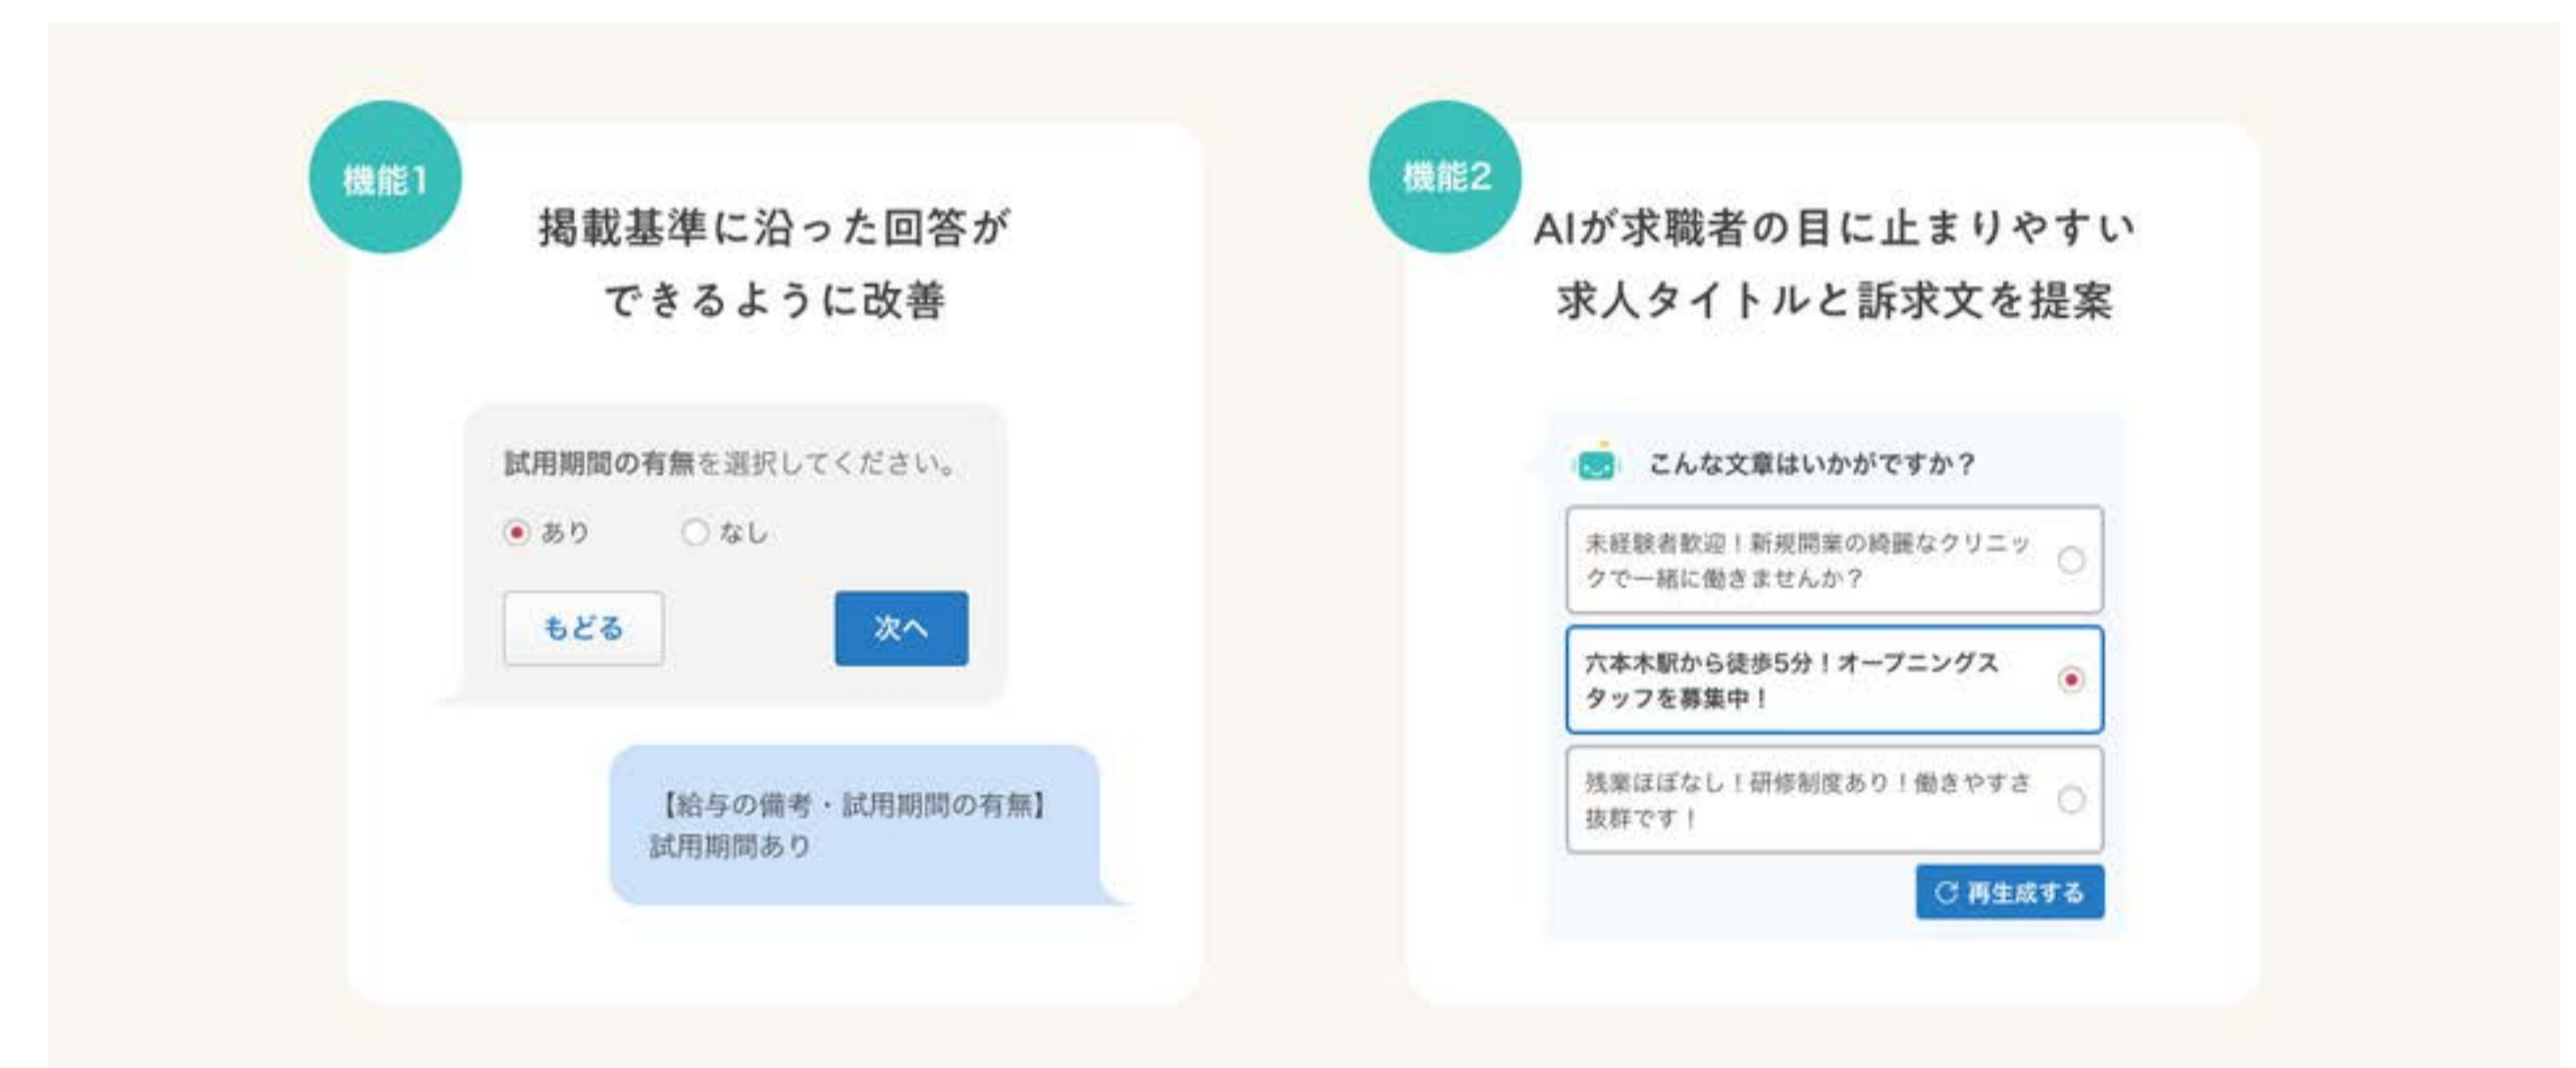 機能1
掲載基準に沿った回答が
できるように改善
試用期間の有無を選択してください。
あり
なし
もどる
次へ
【給与の備考・試用期間の有無】
試用期間あり
機能2
AIが求職者の目に止まりやすい
求人タイトルと訴求文を提案
こんな文章はいかがですか？
未経験者歓迎！新規開業の綺麗なクリニッ
クで一緒に働きませんか？
六本木駅から徒歩5分！オープニングス
タッフを募集中！
残業ほぼなし！研修制度あり！働きやすさ
抜群です！
再生成する